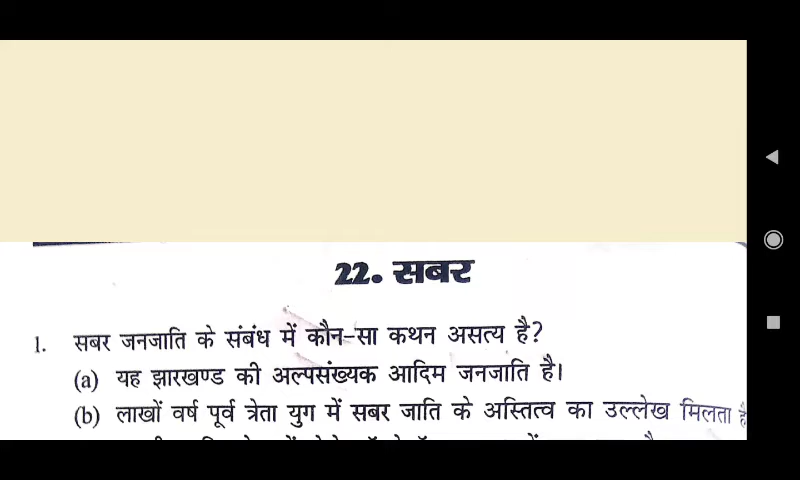 22. सबर
1. सबर जनजाति के संबंध में कौन-सा कथन असत्य है?
(a) यह झारखण्ड की अल्पसंख्यक आदिम जनजाति है।
(b) लाखों वर्ष पूर्व त्रेता युग में सबर जाति के अस्तित्व का उल्लेख मिलता है